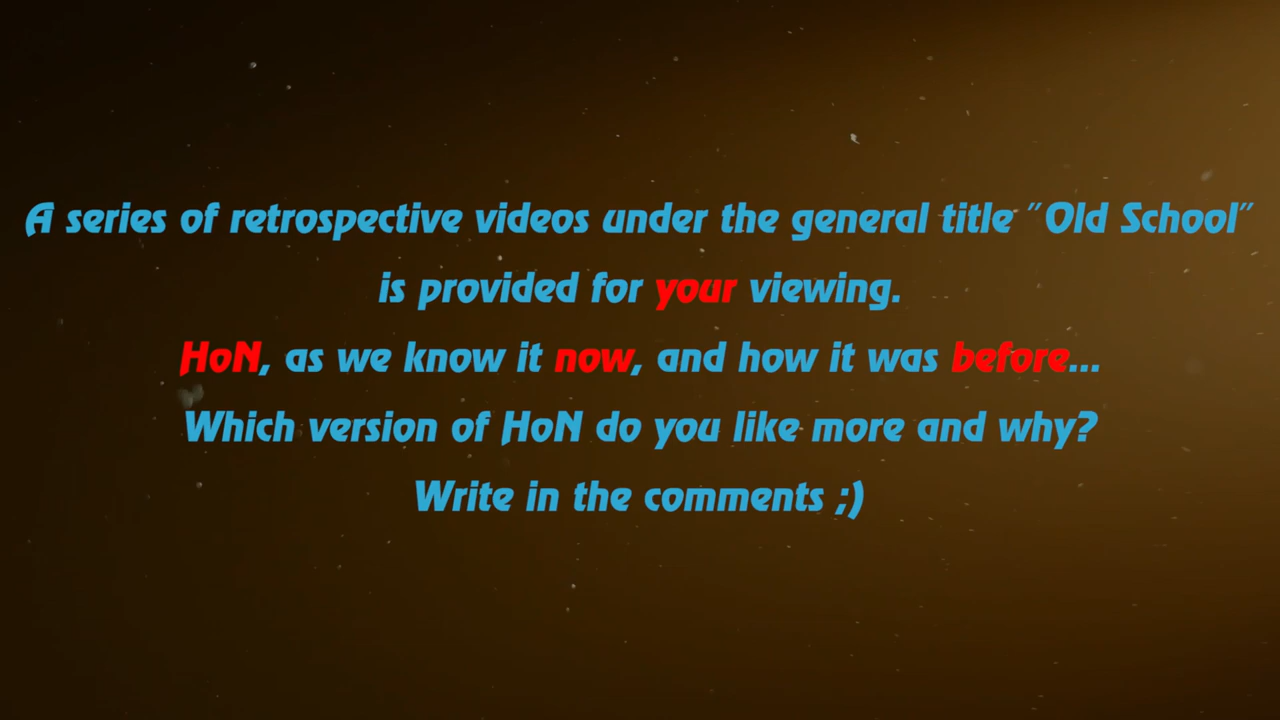 A series of retrospective videos under the general title "Old School"
is provided for your viewing.
HoN, as we know it now, and how it was before...
Which version of HoN do you like more and why?
Write in the comments ;)